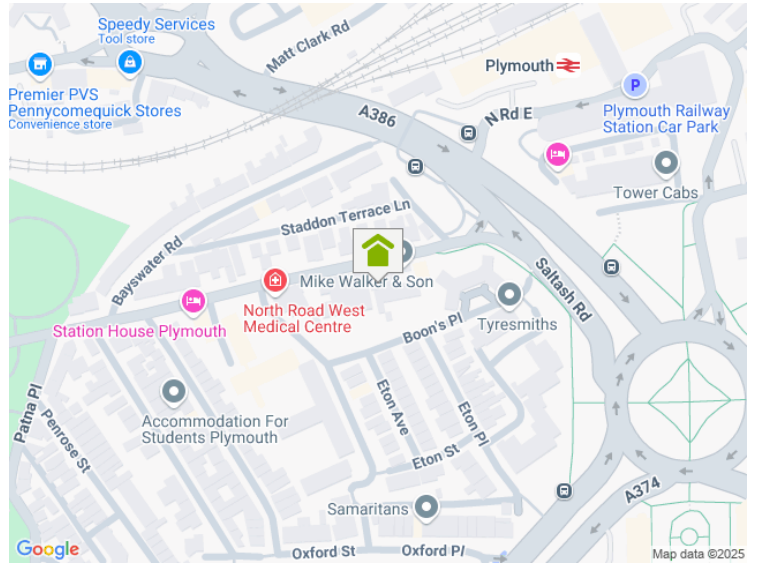 Speedy Services
Tool store
Matt Clark Rd
Plymouth
Premier PVS
Pennycomequick Stores
Convenience store
A386
N Rd E
P
Plymouth Railway
Station Car Park
Tower Cabs
Staddon Terrace Ln
Bayswater Rd
Mike Walker & Son
Saltash Rd
North Road West
Medical Centre
Station House Plymouth
Boon's Pl
Tyresmiths
Patna Pl
Penrose St
Accommodation For
Students Plymouth
Eton Ave
Eton Pl
Eton St
A374
Samaritans
Oxford St
Oxford Pl
Google
Map data ©2025